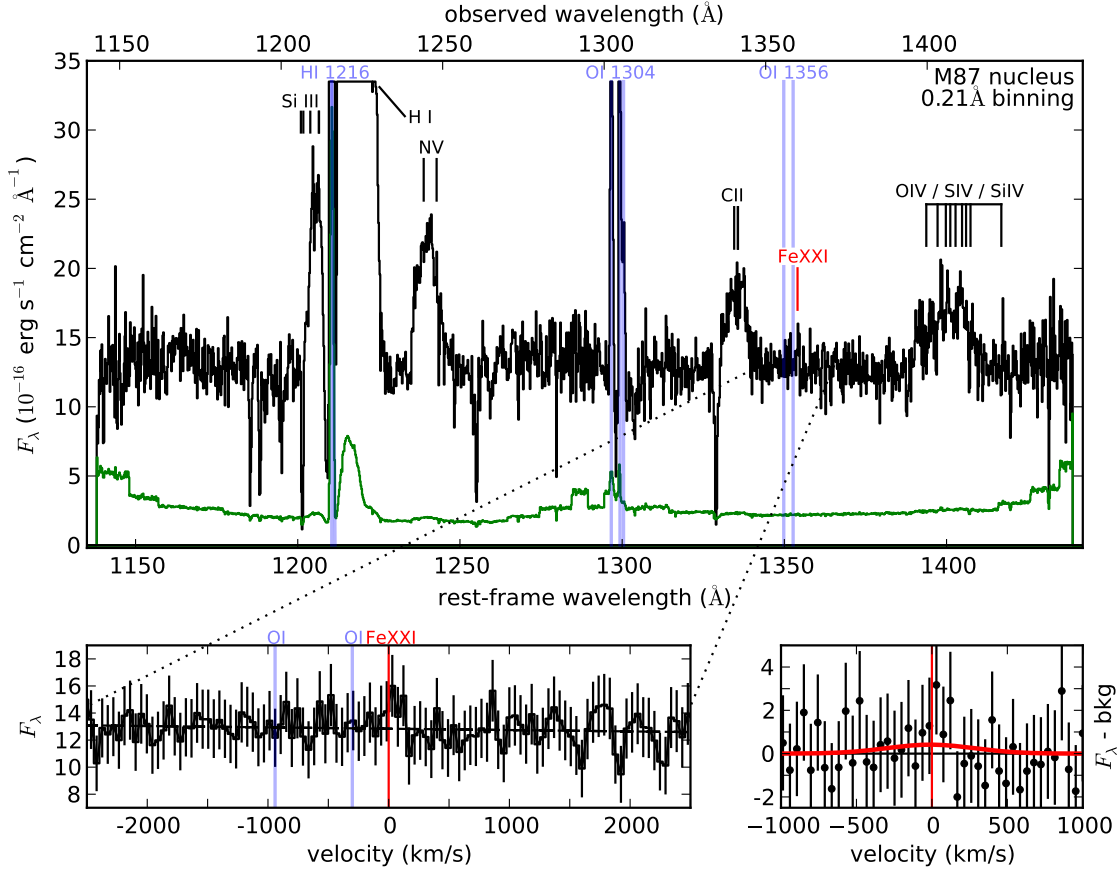 observed wavelength (Å)
1150 1200 1250 1300 1350 1400
35
30
25
20
15
10
5
0
F_λ (10^−16 erg s^−1 cm^−2 Å^−1)
HI 1216
OI 1304
OI 1356
M87 nucleus
0.21Å binning
Si III
H I
NV
CII
OIV / SIV / SiIV
FeXXI
1150 1200 1250 1300 1350 1400
rest-frame wavelength (Å)
OI
OI
FeXXI
18
16
14
12
10
8
F_λ
-2000 -1000 0 1000 2000
velocity (km/s)
4
2
0
-2
F_λ - bkg
−1000 −500 0 500 1000
velocity (km/s)